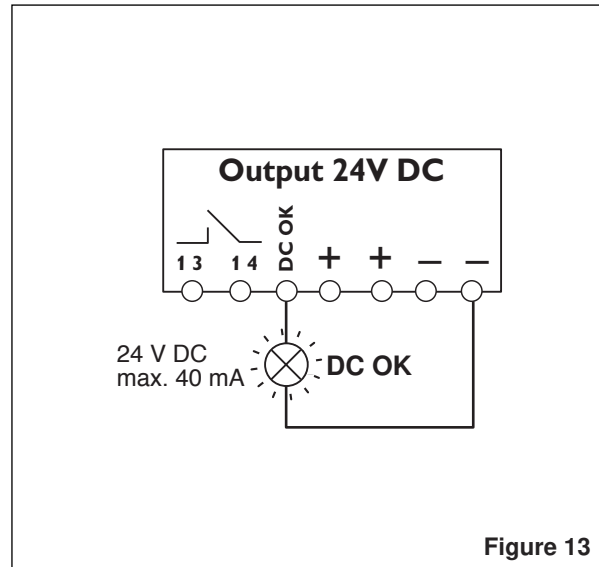 Output 24V DC
13 14 DC OK + + – –
24 V DC
max. 40 mA
DC OK
Figure 13